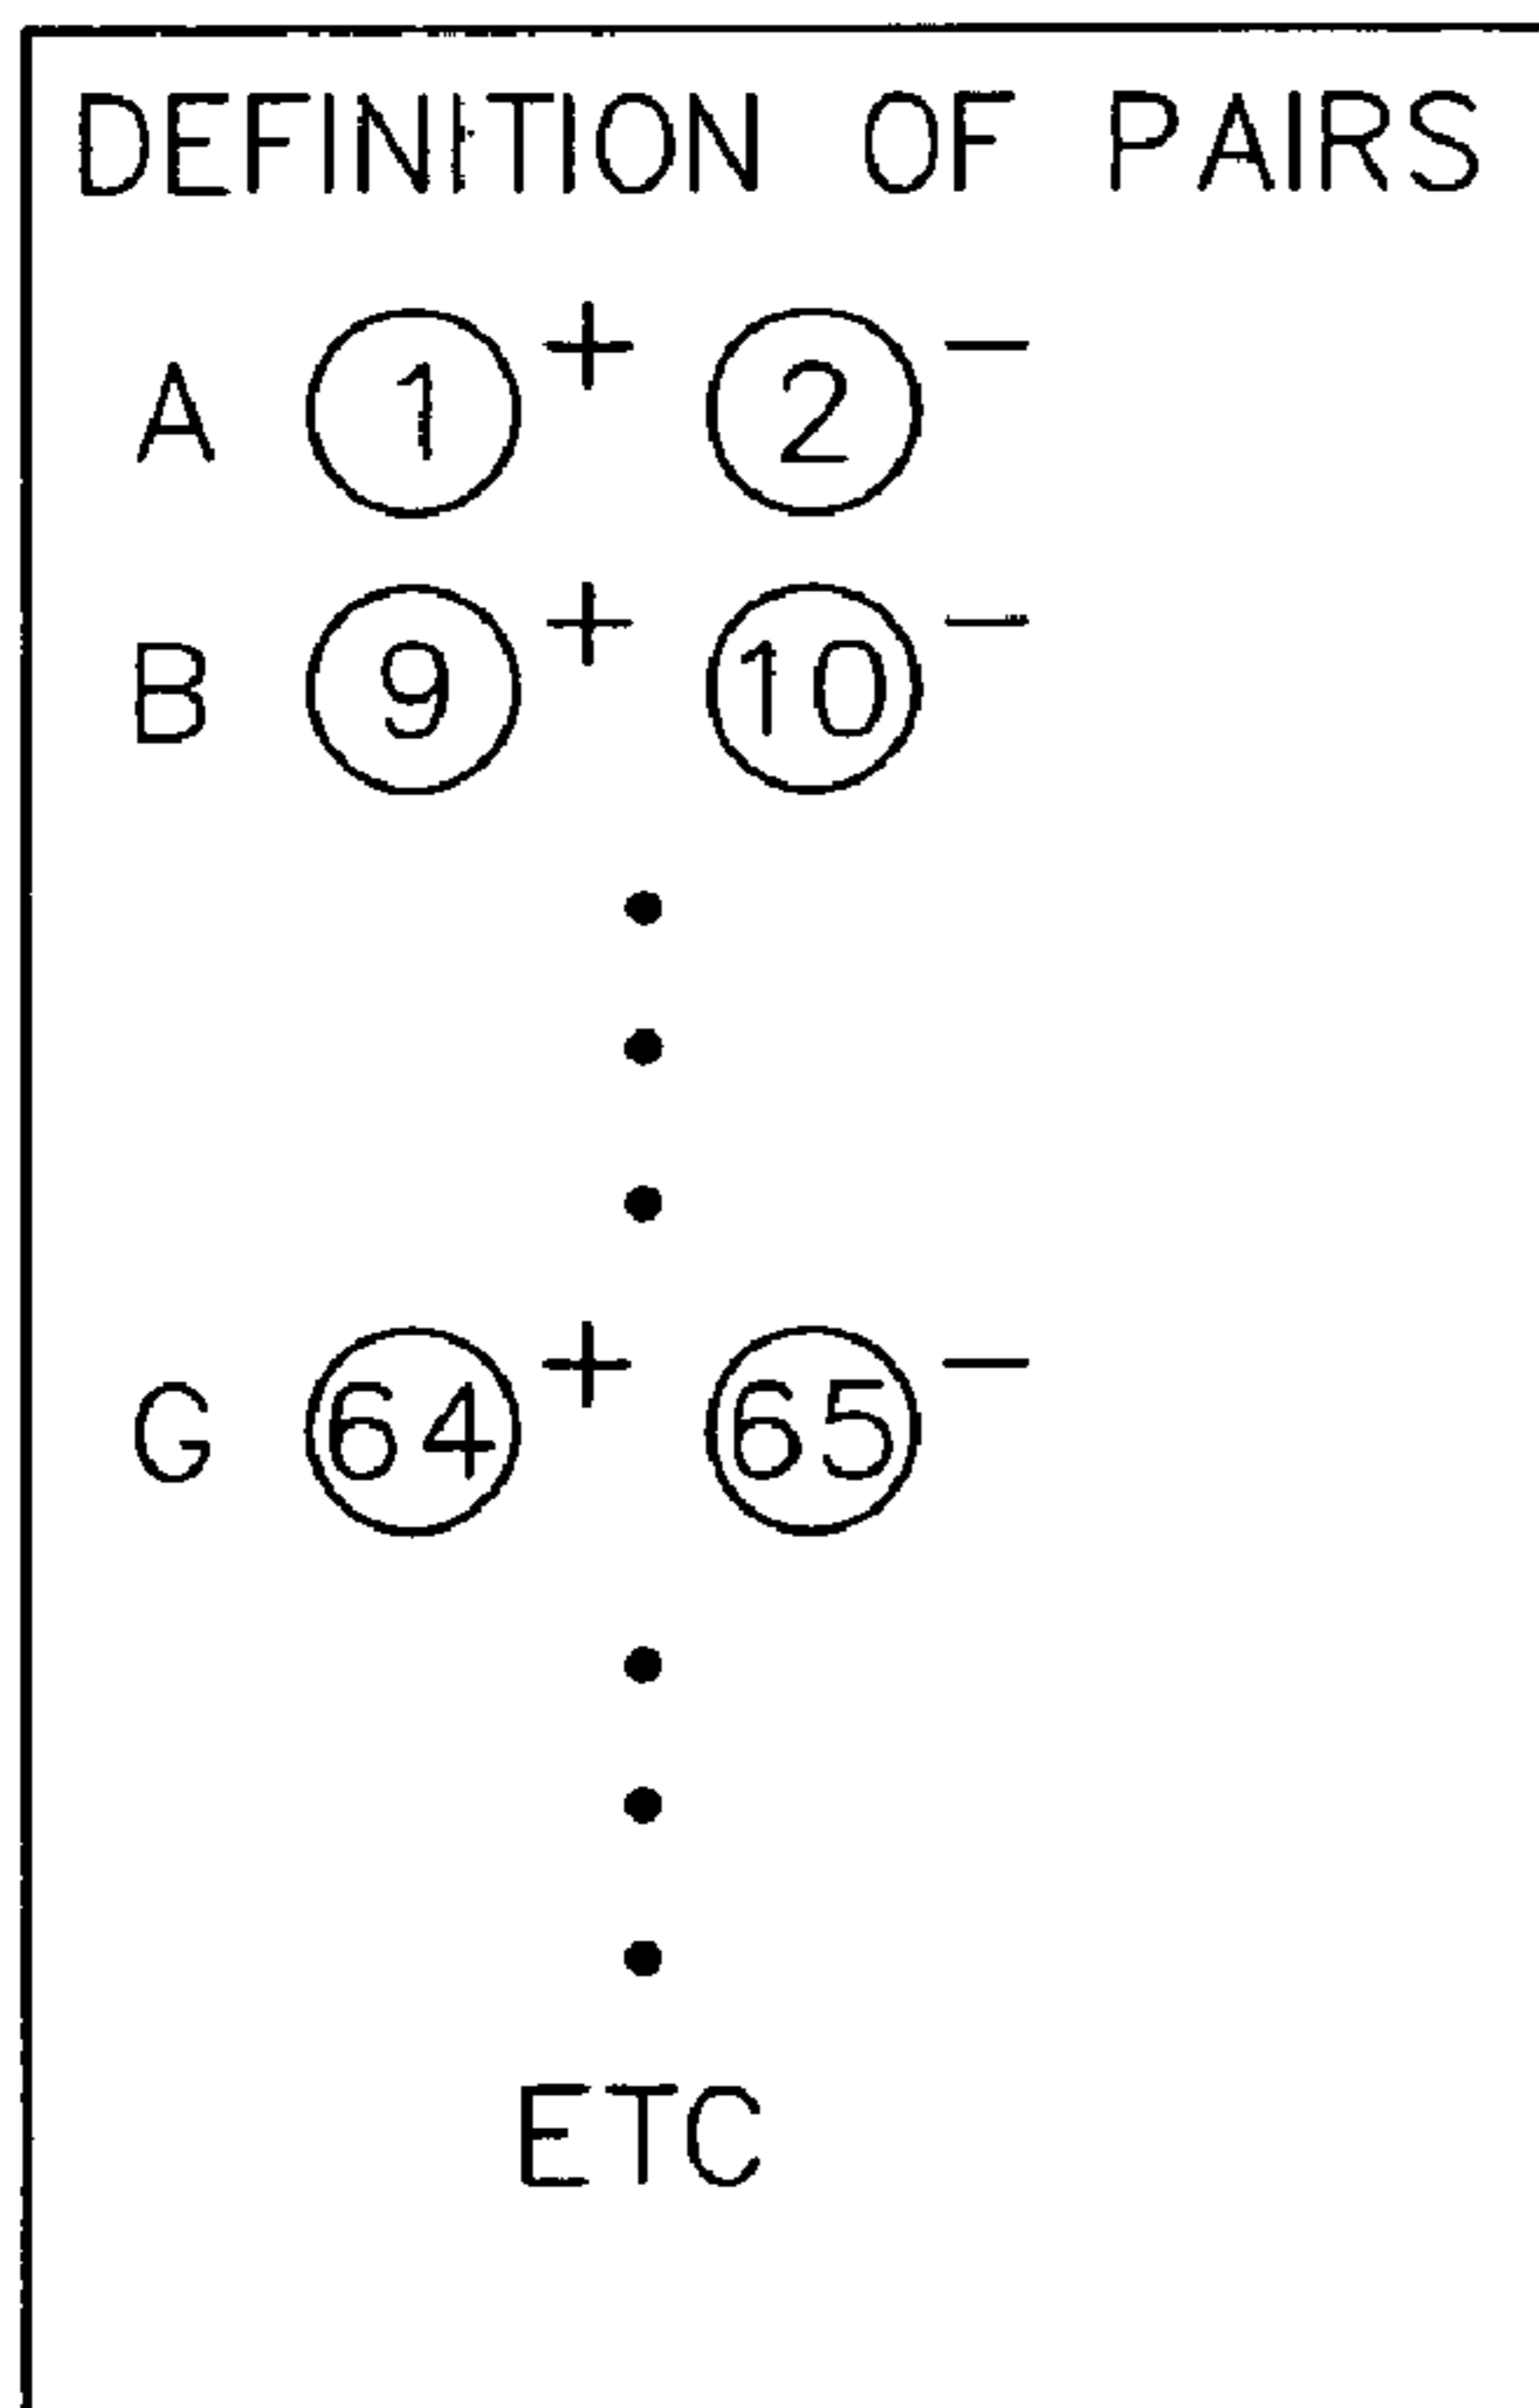 DEFINITION OF PAIRS
A 1 + 2 −
B 9 + 10 −
G 64 + 65 −
ETC